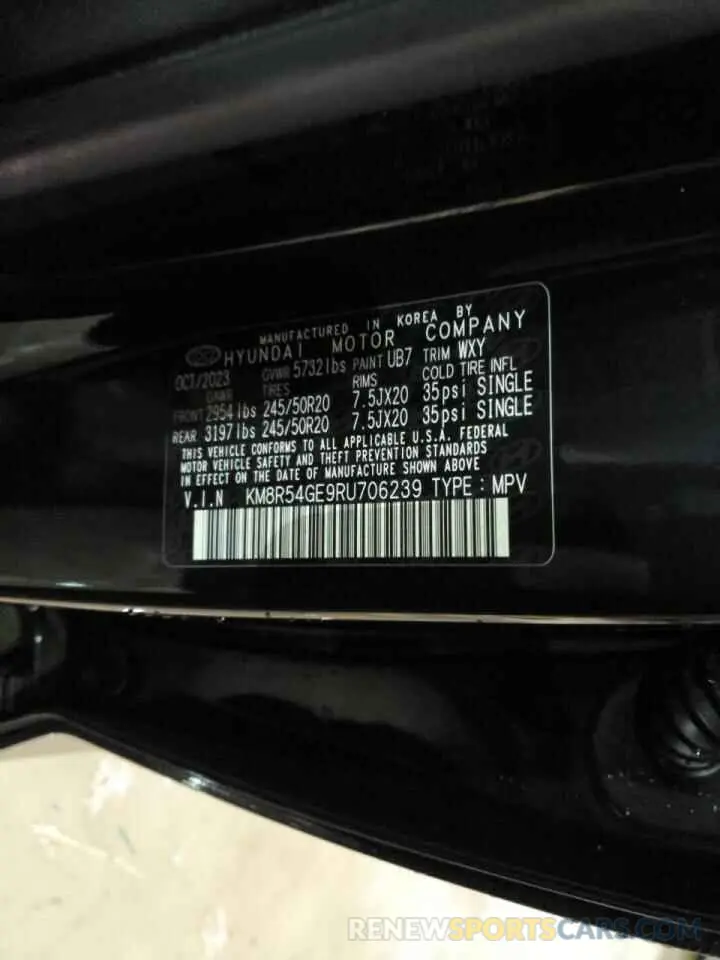 MANUFACTURED IN KOREA BY
HYUNDAI MOTOR COMPANY
OCT/2023 GVWR 5732lbs PAINT UB7 TRIM WXY
GAWR TIRES RIMS COLD TIRE INFL
FRONT 2954lbs 245/50R20 7.5JX20 35psi SINGLE
REAR 3197lbs 245/50R20 7.5JX20 35psi SINGLE
THIS VEHICLE CONFORMS TO ALL APPLICABLE U.S.A. FEDERAL
MOTOR VEHICLE SAFETY AND THEFT PREVENTION STANDARDS
IN EFFECT ON THE DATE OF MANUFACTURE SHOWN ABOVE
V.I.N KM8R54GE9RU706239 TYPE : MPV
RENEWSPORTSCARS.COM